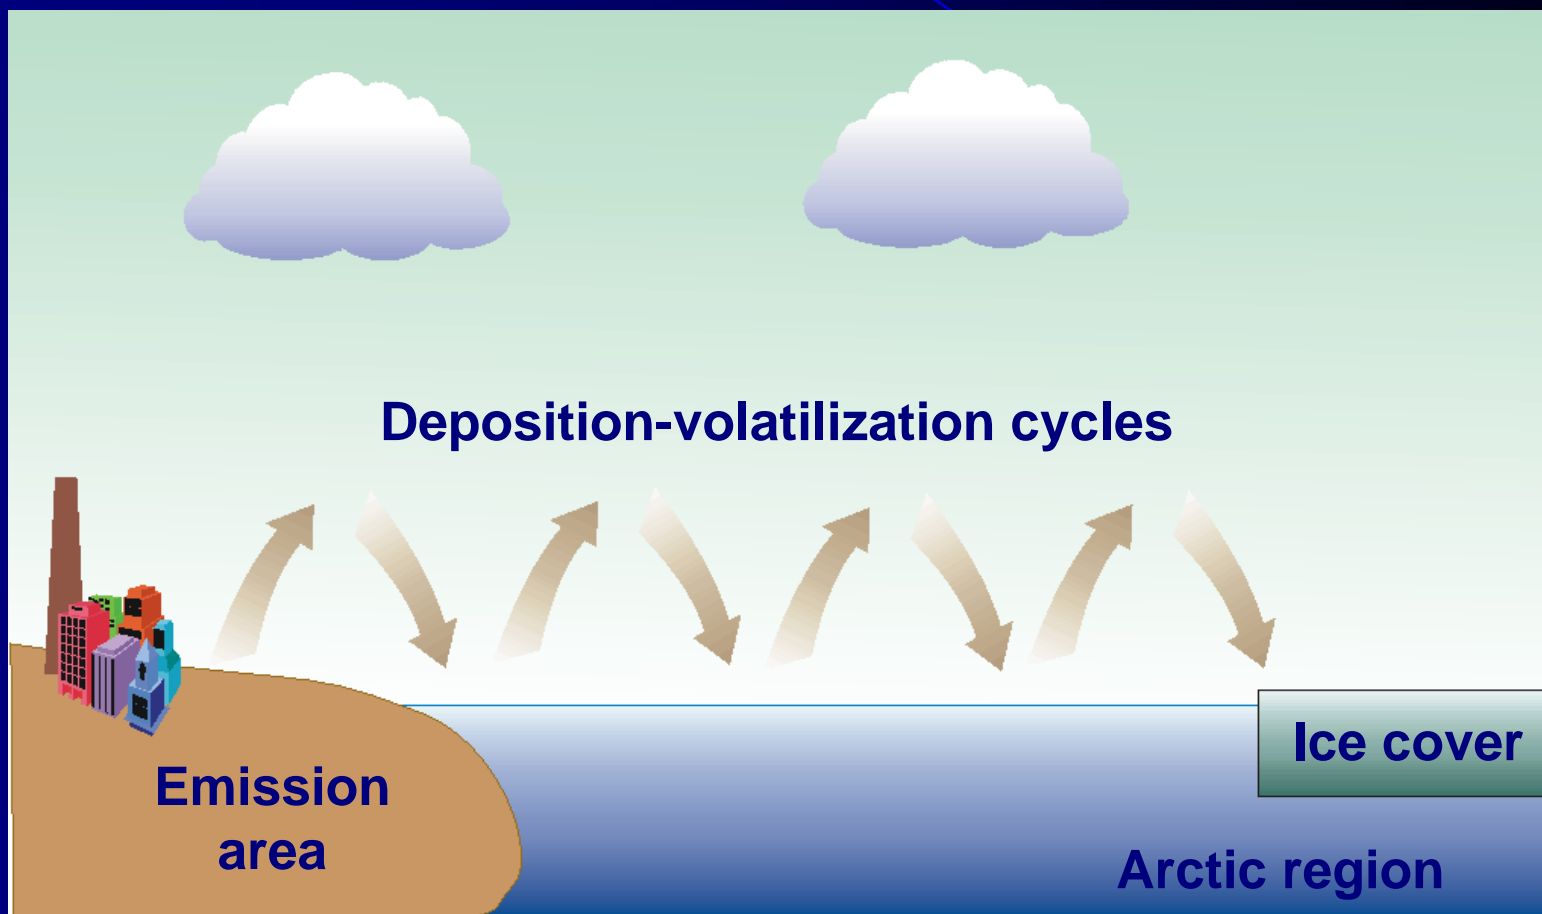 Deposition-volatilization cycles
Ice cover
Emission
area
Arctic region